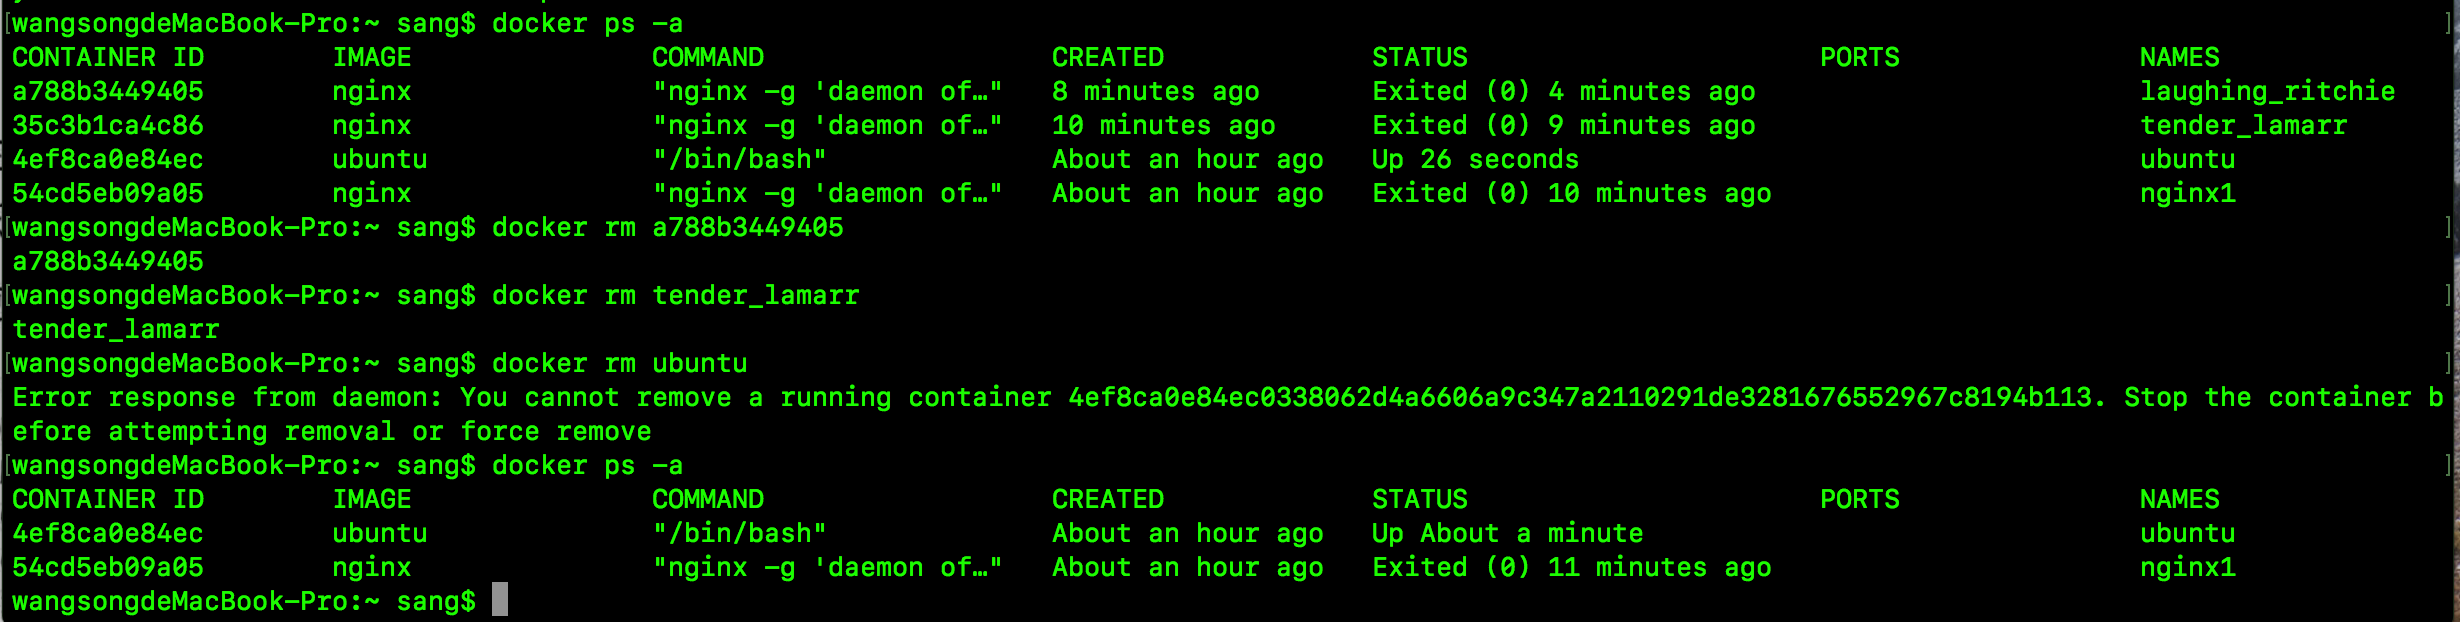 wangsongdeMacBook-Pro:~ sang$ docker ps -a
CONTAINER ID        IMAGE               COMMAND                  CREATED             STATUS                      PORTS               NAMES
a788b3449405        nginx               "nginx -g 'daemon of…"   8 minutes ago       Exited (0) 4 minutes ago                        laughing_ritchie
35c3b1ca4c86        nginx               "nginx -g 'daemon of…"   10 minutes ago      Exited (0) 9 minutes ago                        tender_lamarr
4ef8ca0e84ec        ubuntu              "/bin/bash"              About an hour ago   Up 26 seconds                                   ubuntu
54cd5eb09a05        nginx               "nginx -g 'daemon of…"   About an hour ago   Exited (0) 10 minutes ago                       nginx1
wangsongdeMacBook-Pro:~ sang$ docker rm a788b3449405
a788b3449405
wangsongdeMacBook-Pro:~ sang$ docker rm tender_lamarr
tender_lamarr
wangsongdeMacBook-Pro:~ sang$ docker rm ubuntu
Error response from daemon: You cannot remove a running container 4ef8ca0e84ec0338062d4a6606a9c347a2110291de3281676552967c8194b113. Stop the container b
efore attempting removal or force remove
wangsongdeMacBook-Pro:~ sang$ docker ps -a
CONTAINER ID        IMAGE               COMMAND                  CREATED             STATUS                      PORTS               NAMES
4ef8ca0e84ec        ubuntu              "/bin/bash"              About an hour ago   Up About a minute                               ubuntu
54cd5eb09a05        nginx               "nginx -g 'daemon of…"   About an hour ago   Exited (0) 11 minutes ago                       nginx1
wangsongdeMacBook-Pro:~ sang$